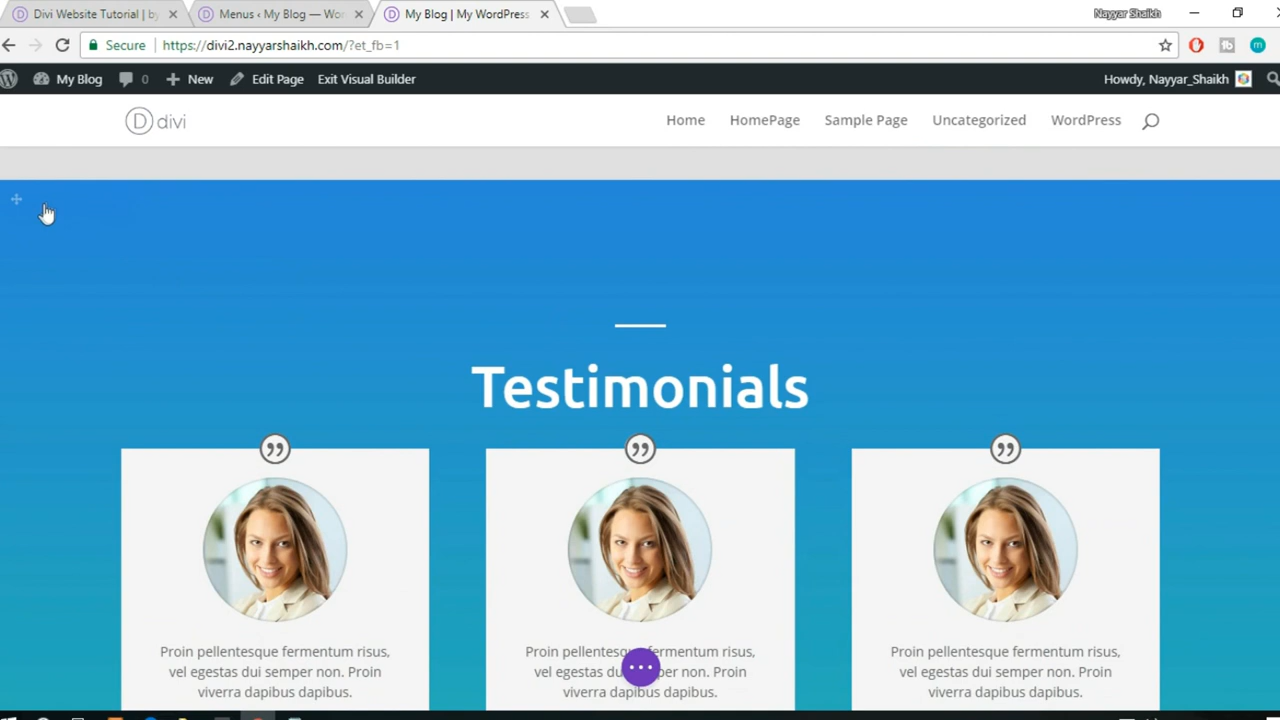 Divi Website Tutorial | by
Menus ‹ My Blog — Wor
My Blog | My WordPress
Nayyar Shaikh
Secure
https://divi2.nayyarshaikh.com/?et_fb=1
m
My Blog
0
New
Edit Page
Exit Visual Builder
Howdy, Nayyar_Shaikh
D divi
Home
HomePage
Sample Page
Uncategorized
WordPress
Testimonials
Proin pellentesque fermentum risus,
vel egestas dui semper non. Proin
viverra dapibus dapibus.
Proin pellentesque fermentum risus,
vel egestas dui semper non. Proin
viverra dapibus dapibus.
Proin pellentesque fermentum risus,
vel egestas dui semper non. Proin
viverra dapibus dapibus.